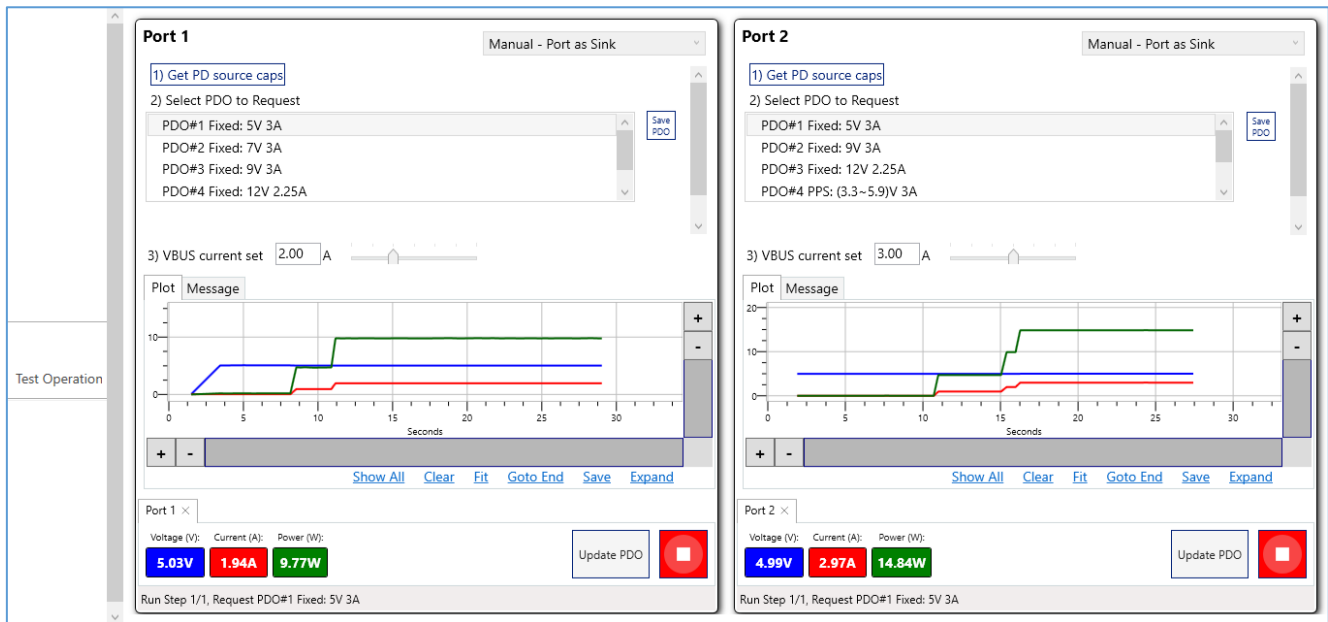 Test Operation
Port 1
Manual - Port as Sink
1) Get PD source caps
2) Select PDO to Request
PDO#1 Fixed: 5V 3A
PDO#2 Fixed: 7V 3A
PDO#3 Fixed: 9V 3A
PDO#4 Fixed: 12V 2.25A
Save
PDO
3) VBUS current set 2.00 A
Plot Message
10
0
0 5 10 15 20 25 30
Seconds
+
-
+ -
Show All Clear Fit Goto End Save Expand
Port 1 ×
Voltage (V): Current (A): Power (W):
5.03V 1.94A 9.77W
Update PDO
Run Step 1/1, Request PDO#1 Fixed: 5V 3A
Port 2
Manual - Port as Sink
1) Get PD source caps
2) Select PDO to Request
PDO#1 Fixed: 5V 3A
PDO#2 Fixed: 9V 3A
PDO#3 Fixed: 12V 2.25A
PDO#4 PPS: (3.3~5.9)V 3A
Save
PDO
3) VBUS current set 3.00 A
Plot Message
20
10
0
0 5 10 15 20 25 30
Seconds
+
-
+ -
Show All Clear Fit Goto End Save Expand
Port 2 ×
Voltage (V): Current (A): Power (W):
4.99V 2.97A 14.84W
Update PDO
Run Step 1/1, Request PDO#1 Fixed: 5V 3A